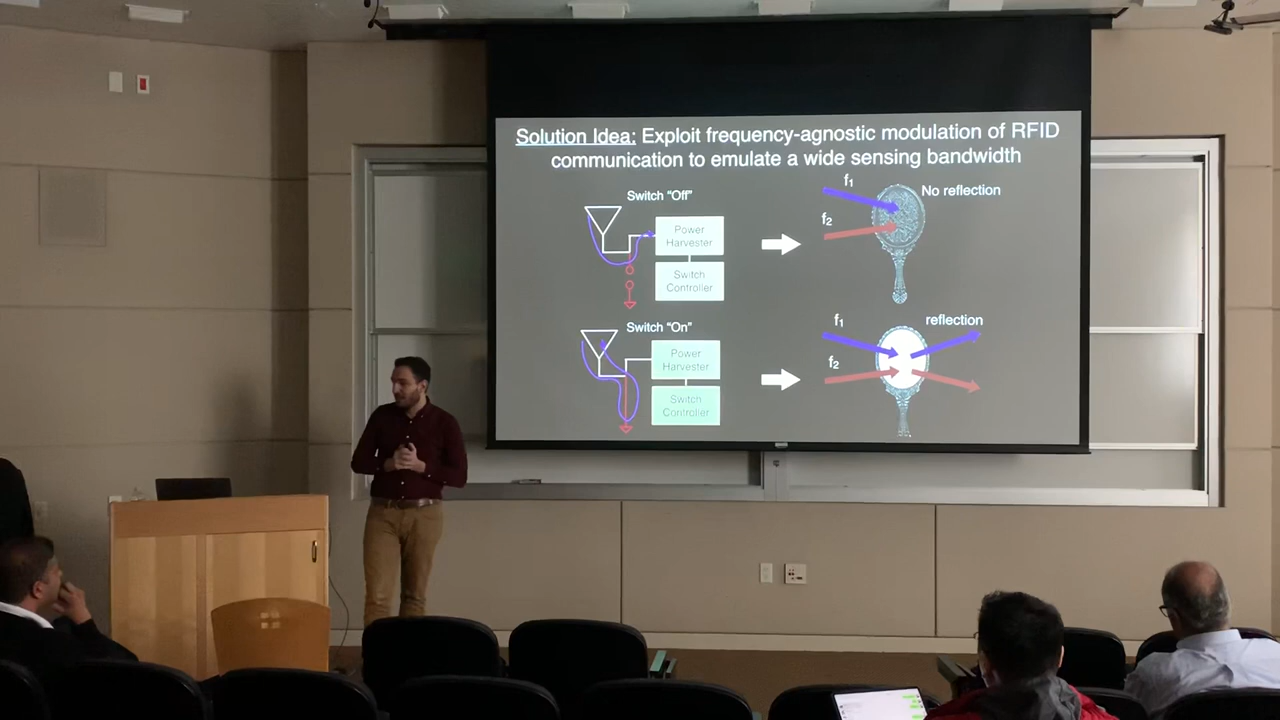 Solution Idea: Exploit frequency-agnostic modulation of RFID
communication to emulate a wide sensing bandwidth
Switch "Off"
Power
Harvester
Switch
Controller
f₁
f₂
No reflection
Switch "On"
Power
Harvester
Switch
Controller
f₁
f₂
reflection